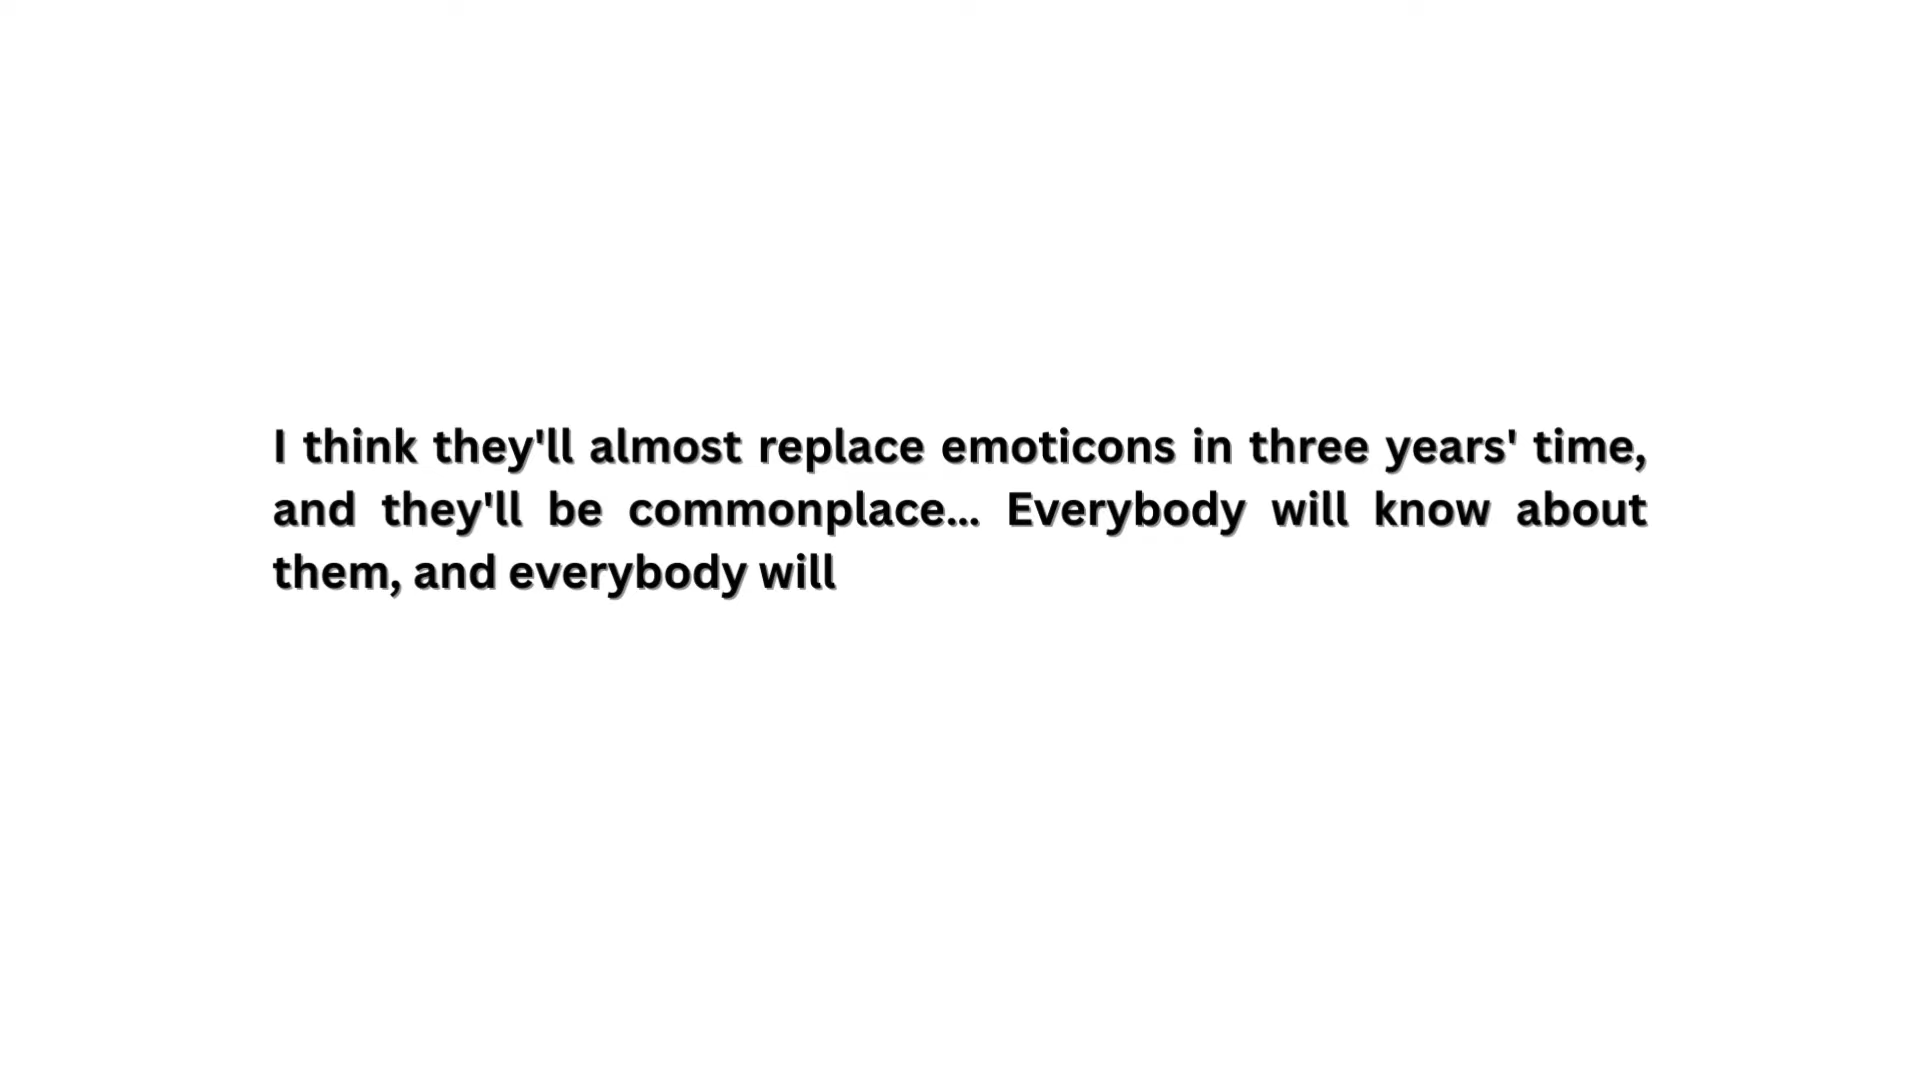 I think they'll almost replace emoticons in three years' time,
and they'll be commonplace... Everybody will know about
them, and everybody will